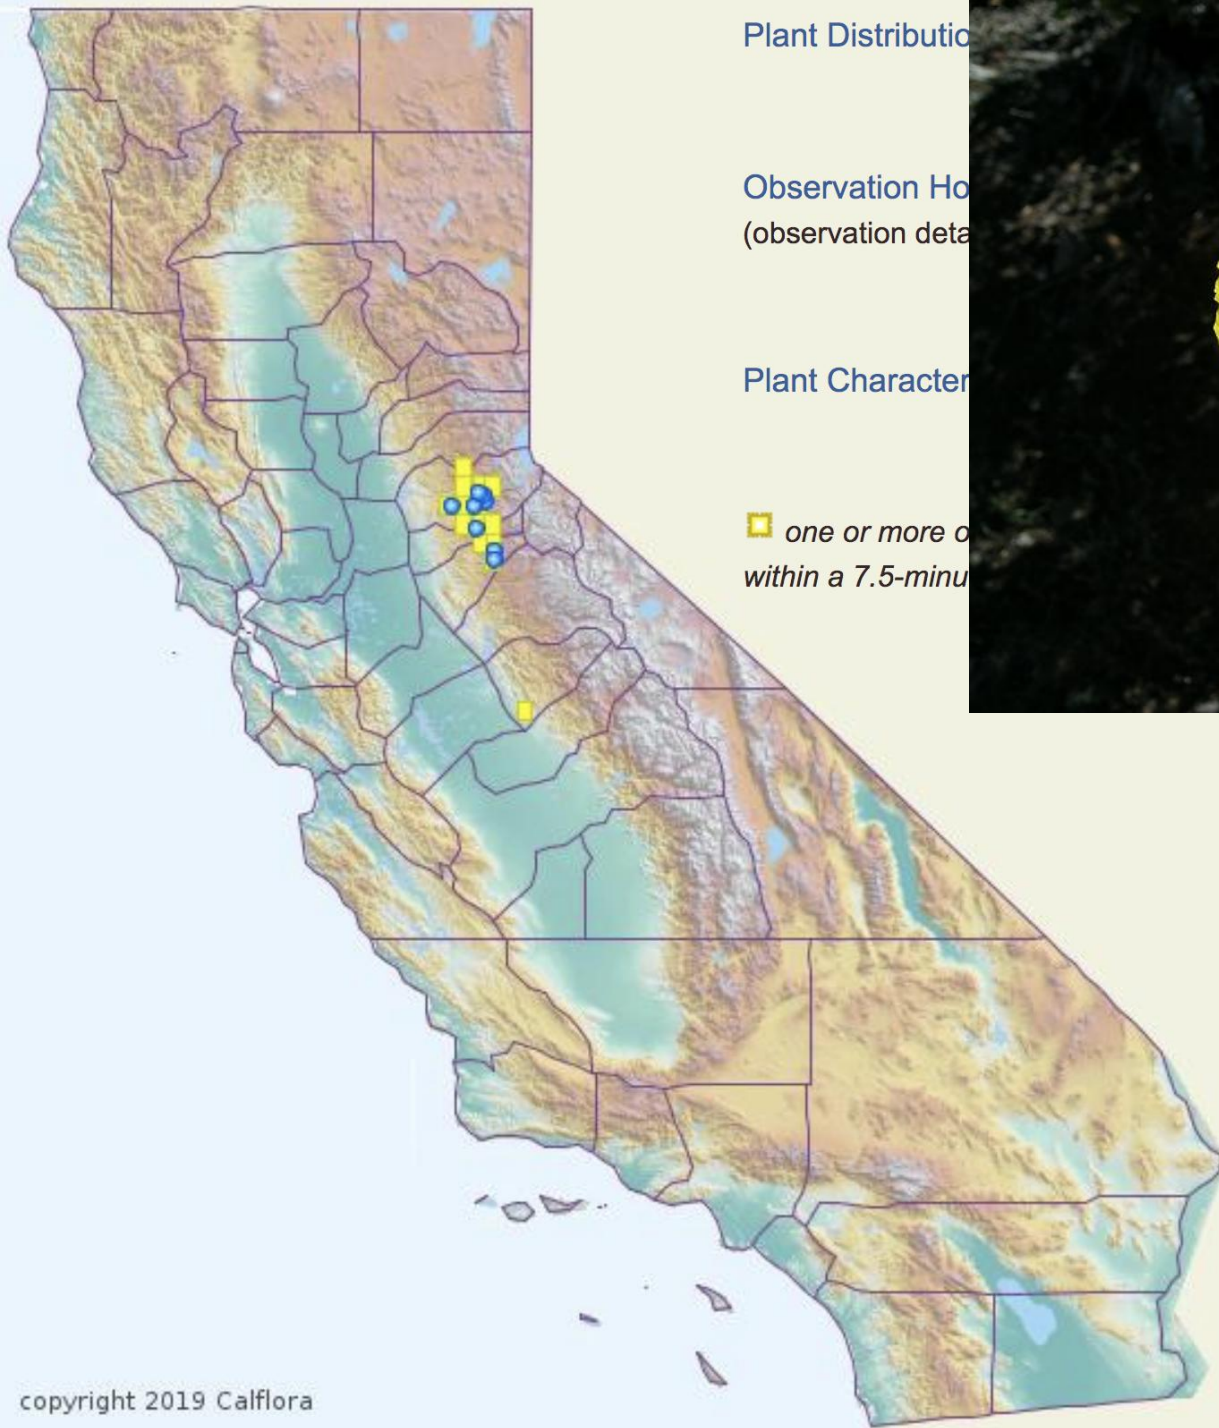 Plant Distributio
Observation Ho
(observation deta
Plant Character
one or more o
within a 7.5-minu
copyright 2019 Calflora